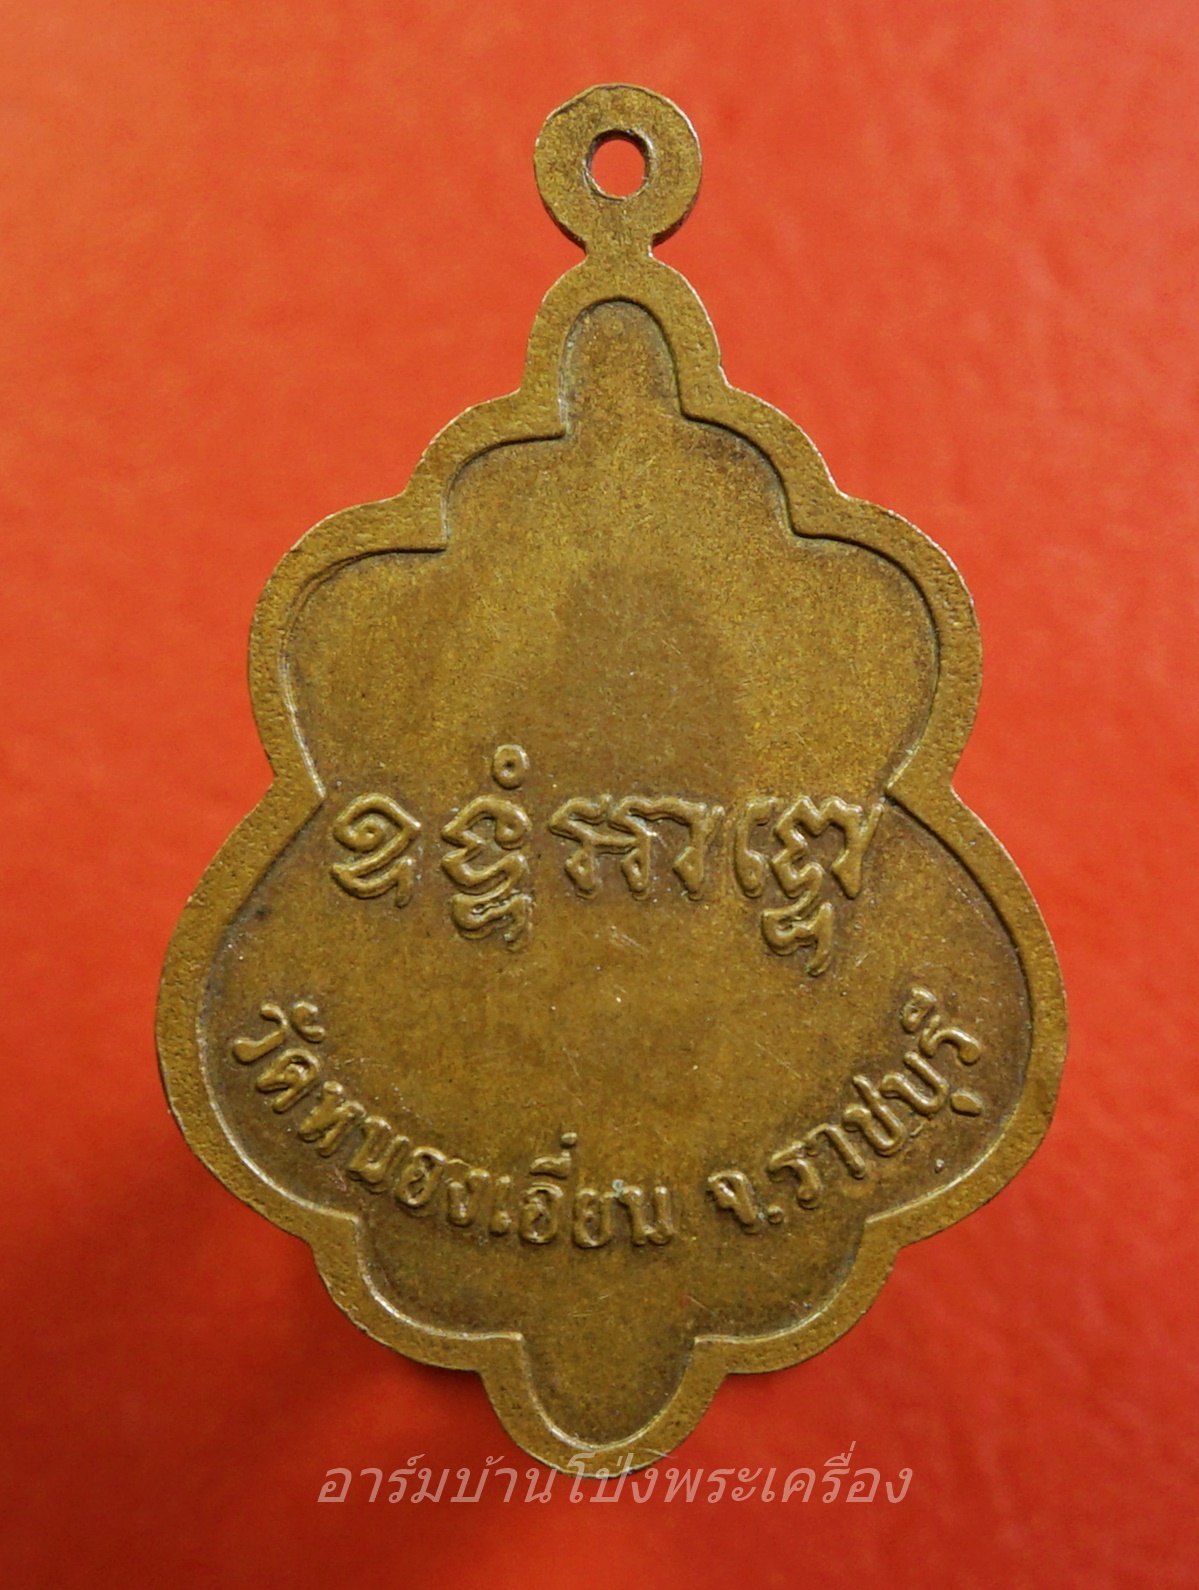 วัดหนองเอี่ยน จ.ราชบุรี
อาร์มบ้านโป่งพระเครื่อง